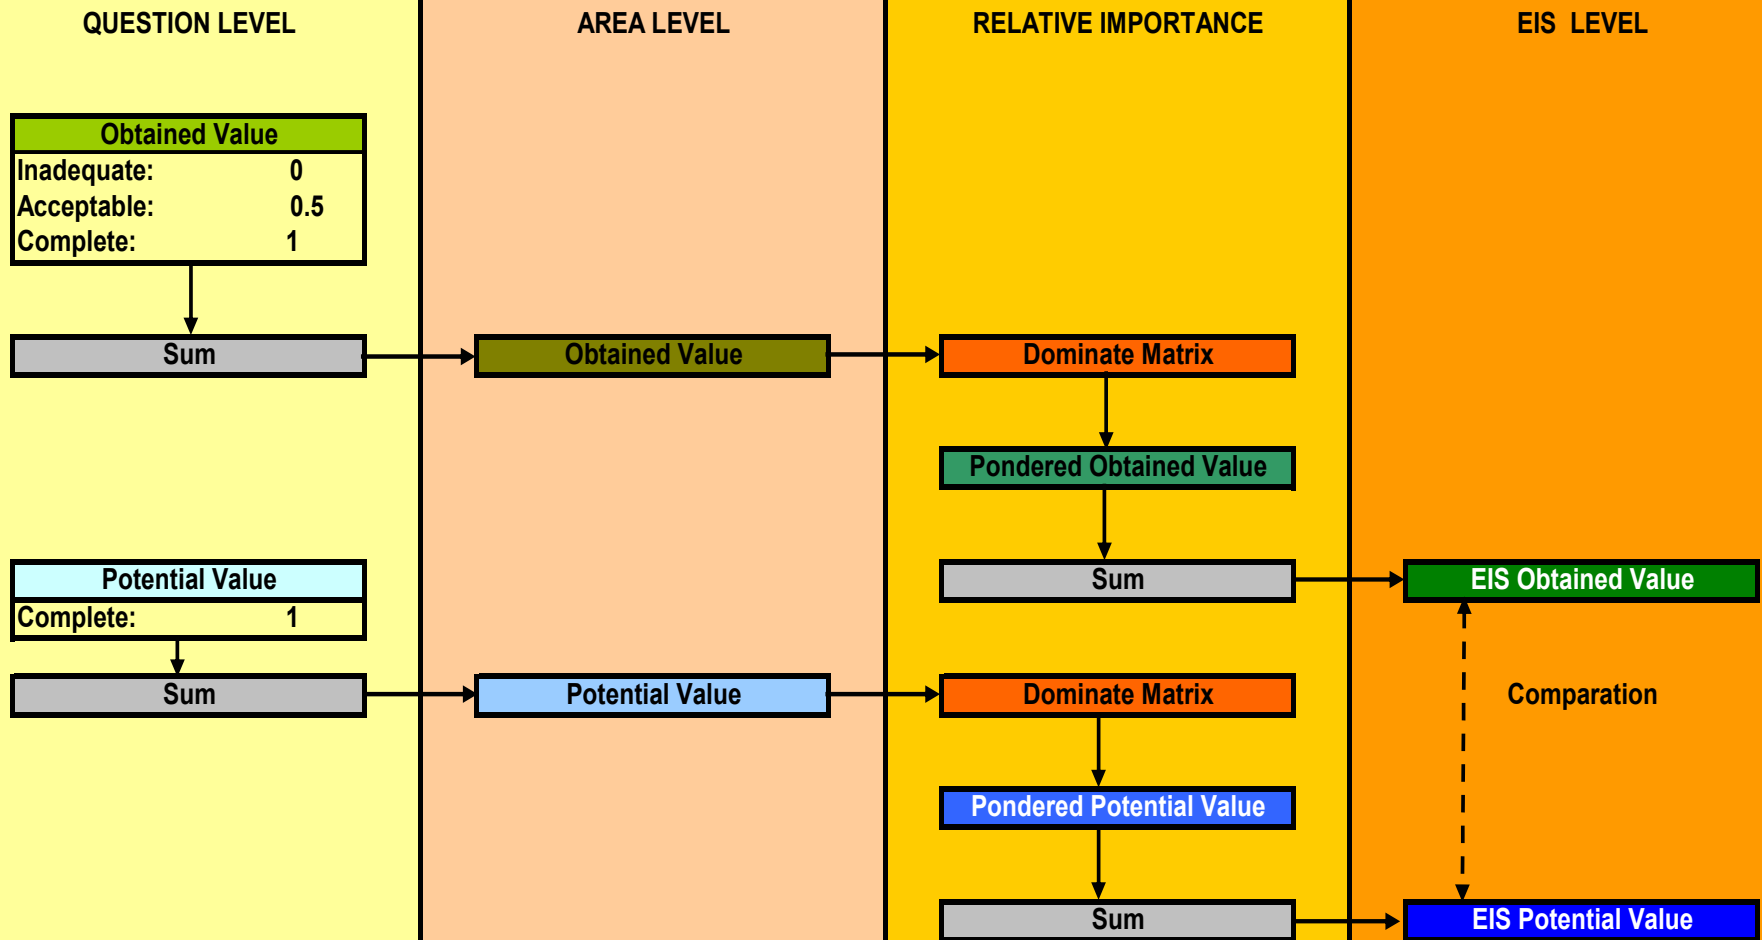 QUESTION LEVEL
AREA LEVEL
RELATIVE IMPORTANCE
EIS LEVEL
Obtained Value
Inadequate: 0
Acceptable: 0.5
Complete: 1
Sum
Obtained Value
Dominate Matrix
Pondered Obtained Value
Potential Value
Sum
EIS Obtained Value
Complete: 1
Sum
Potential Value
Dominate Matrix
Comparation
Pondered Potential Value
Sum
EIS Potential Value